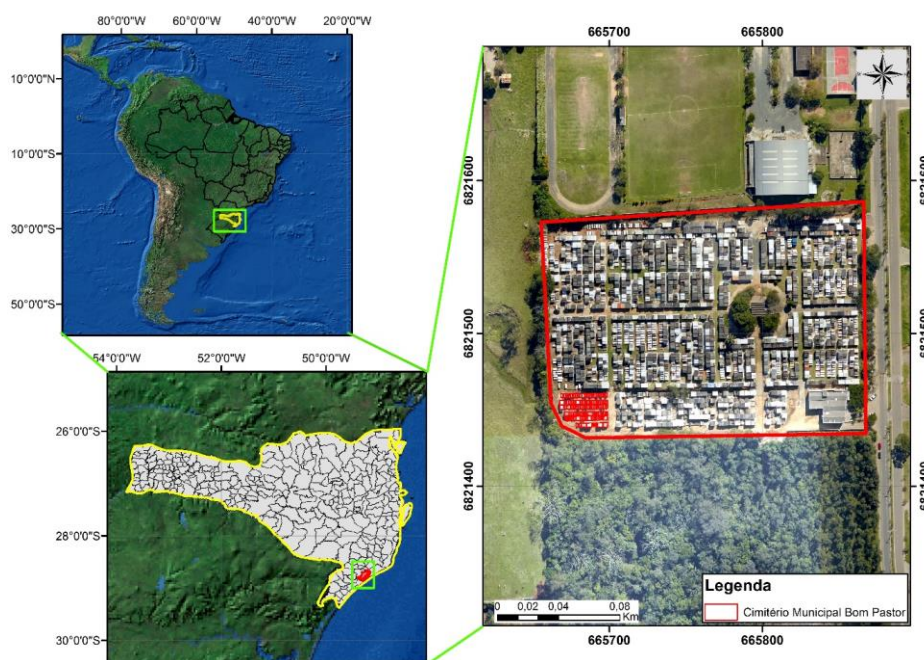 80°0'0"W 60°0'0"W 40°0'0"W 20°0'0"W
10°0'0"N
10°0'0"S
30°0'0"S
50°0'0"S
54°0'0"W 52°0'0"W 50°0'0"W
26°0'0"S
28°0'0"S
30°0'0"S
665700 665800
6821600 6821600
6821500 6821500
6821400 6821400
Legenda
Cimitério Municipal Bom Pastor
0 0,02 0,04 0,08
Km
665700 665800